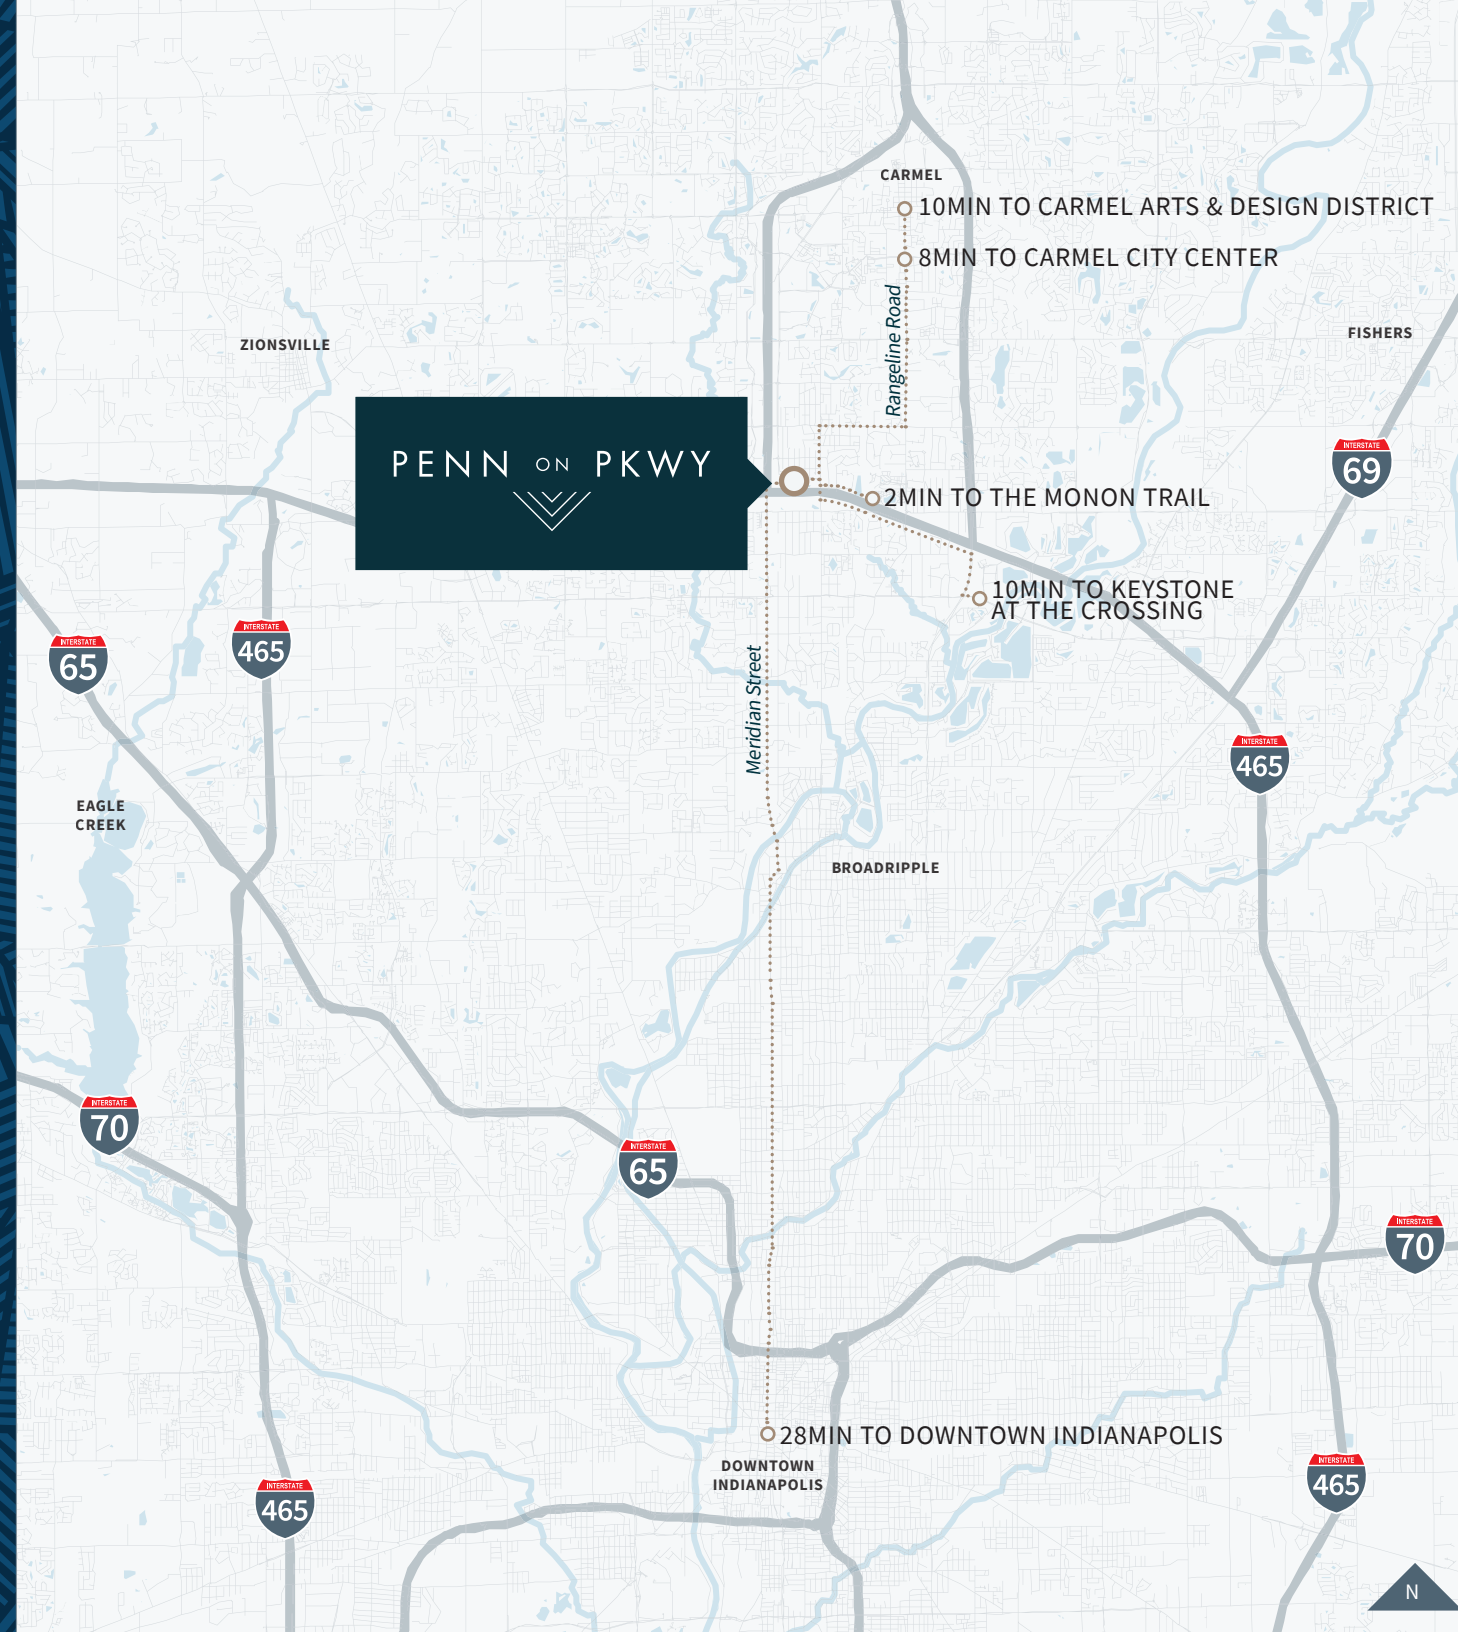 CARMEL
10MIN TO CARMEL ARTS & DESIGN DISTRICT
8MIN TO CARMEL CITY CENTER
Rangeline Road
FISHERS
ZIONSVILLE
INTERSTATE
69
PENN ON PKWY
2MIN TO THE MONON TRAIL
10MIN TO KEYSTONE
AT THE CROSSING
INTERSTATE
465
INTERSTATE
65
Meridian Street
INTERSTATE
465
EAGLE
CREEK
BROADRIPPLE
INTERSTATE
70
INTERSTATE
65
INTERSTATE
70
28MIN TO DOWNTOWN INDIANAPOLIS
DOWNTOWN
INDIANAPOLIS
INTERSTATE
465
INTERSTATE
465
N